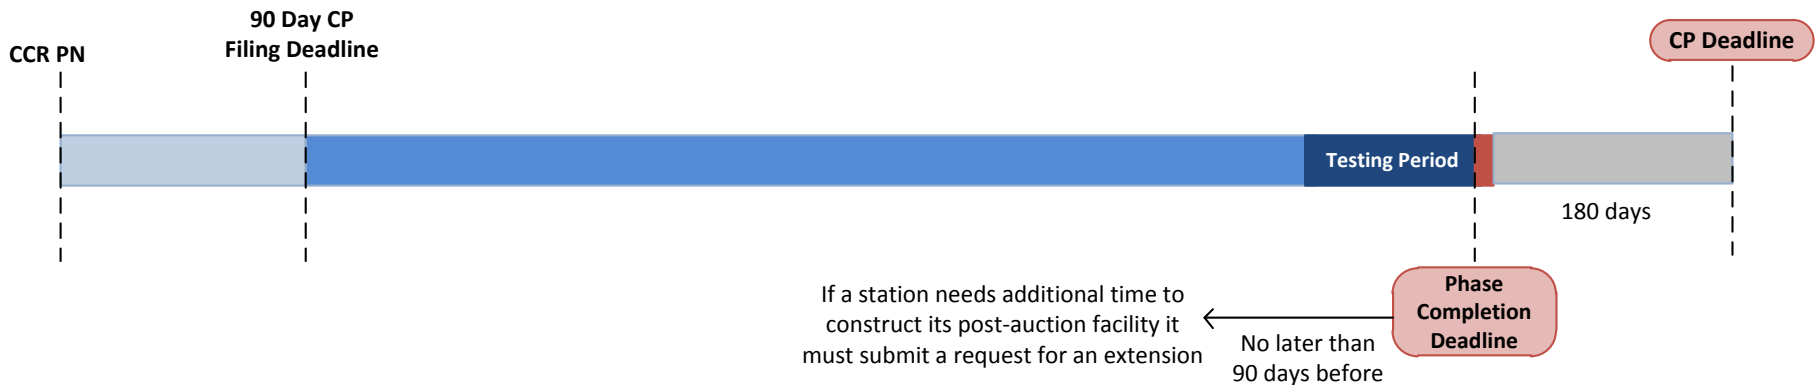 CCR PN
90 Day CP
Filing Deadline
CP Deadline
Testing Period
180 days
If a station needs additional time to
construct its post-auction facility it
must submit a request for an extension
No later than
90 days before
Phase
Completion
Deadline